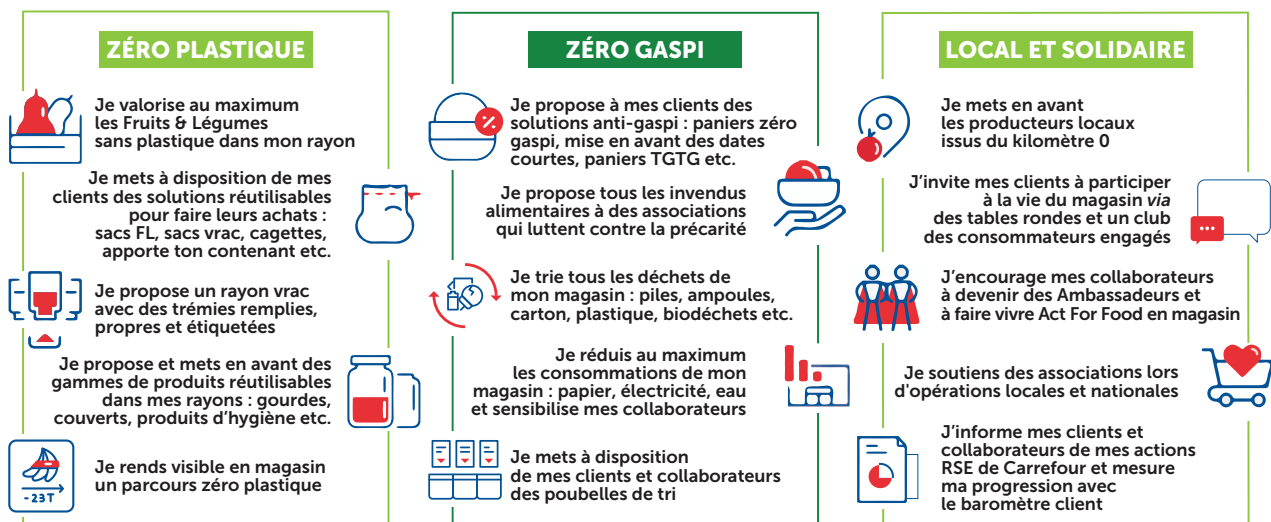 ZÉRO PLASTIQUE
Je valorise au maximum
les Fruits & Légumes
sans plastique dans mon rayon
Je mets à disposition de mes
clients des solutions réutilisables
pour faire leurs achats :
sacs FL, sacs vrac, cagettes,
apporte ton contenant etc.
Je propose un rayon vrac
avec des trémies remplies,
propres et étiquetées
Je propose et mets en avant des
gammes de produits réutilisables
dans mes rayons : gourdes,
couverts, produits d'hygiène etc.
-23T
Je rends visible en magasin
un parcours zéro plastique
ZÉRO GASPI
%
Je propose à mes clients des
solutions anti-gaspi : paniers zéro
gaspi, mise en avant des dates
courtes, paniers TGTG etc.
Je propose tous les invendus
alimentaires à des associations
qui luttent contre la précarité
Je trie tous les déchets de
mon magasin : piles, ampoules,
carton, plastique, biodéchets etc.
Je réduis au maximum
les consommations de mon
magasin : papier, électricité, eau
et sensibilise mes collaborateurs
Je mets à disposition
de mes clients et collaborateurs
des poubelles de tri
LOCAL ET SOLIDAIRE
Je mets en avant
les producteurs locaux
issus du kilomètre 0
J'invite mes clients à participer
à la vie du magasin via
des tables rondes et un club
des consommateurs engagés
J'encourage mes collaborateurs
à devenir des Ambassadeurs et
à faire vivre Act For Food en magasin
Je soutiens des associations lors
d'opérations locales et nationales
J'informe mes clients et
collaborateurs de mes actions
RSE de Carrefour et mesure
ma progression avec
le baromètre client